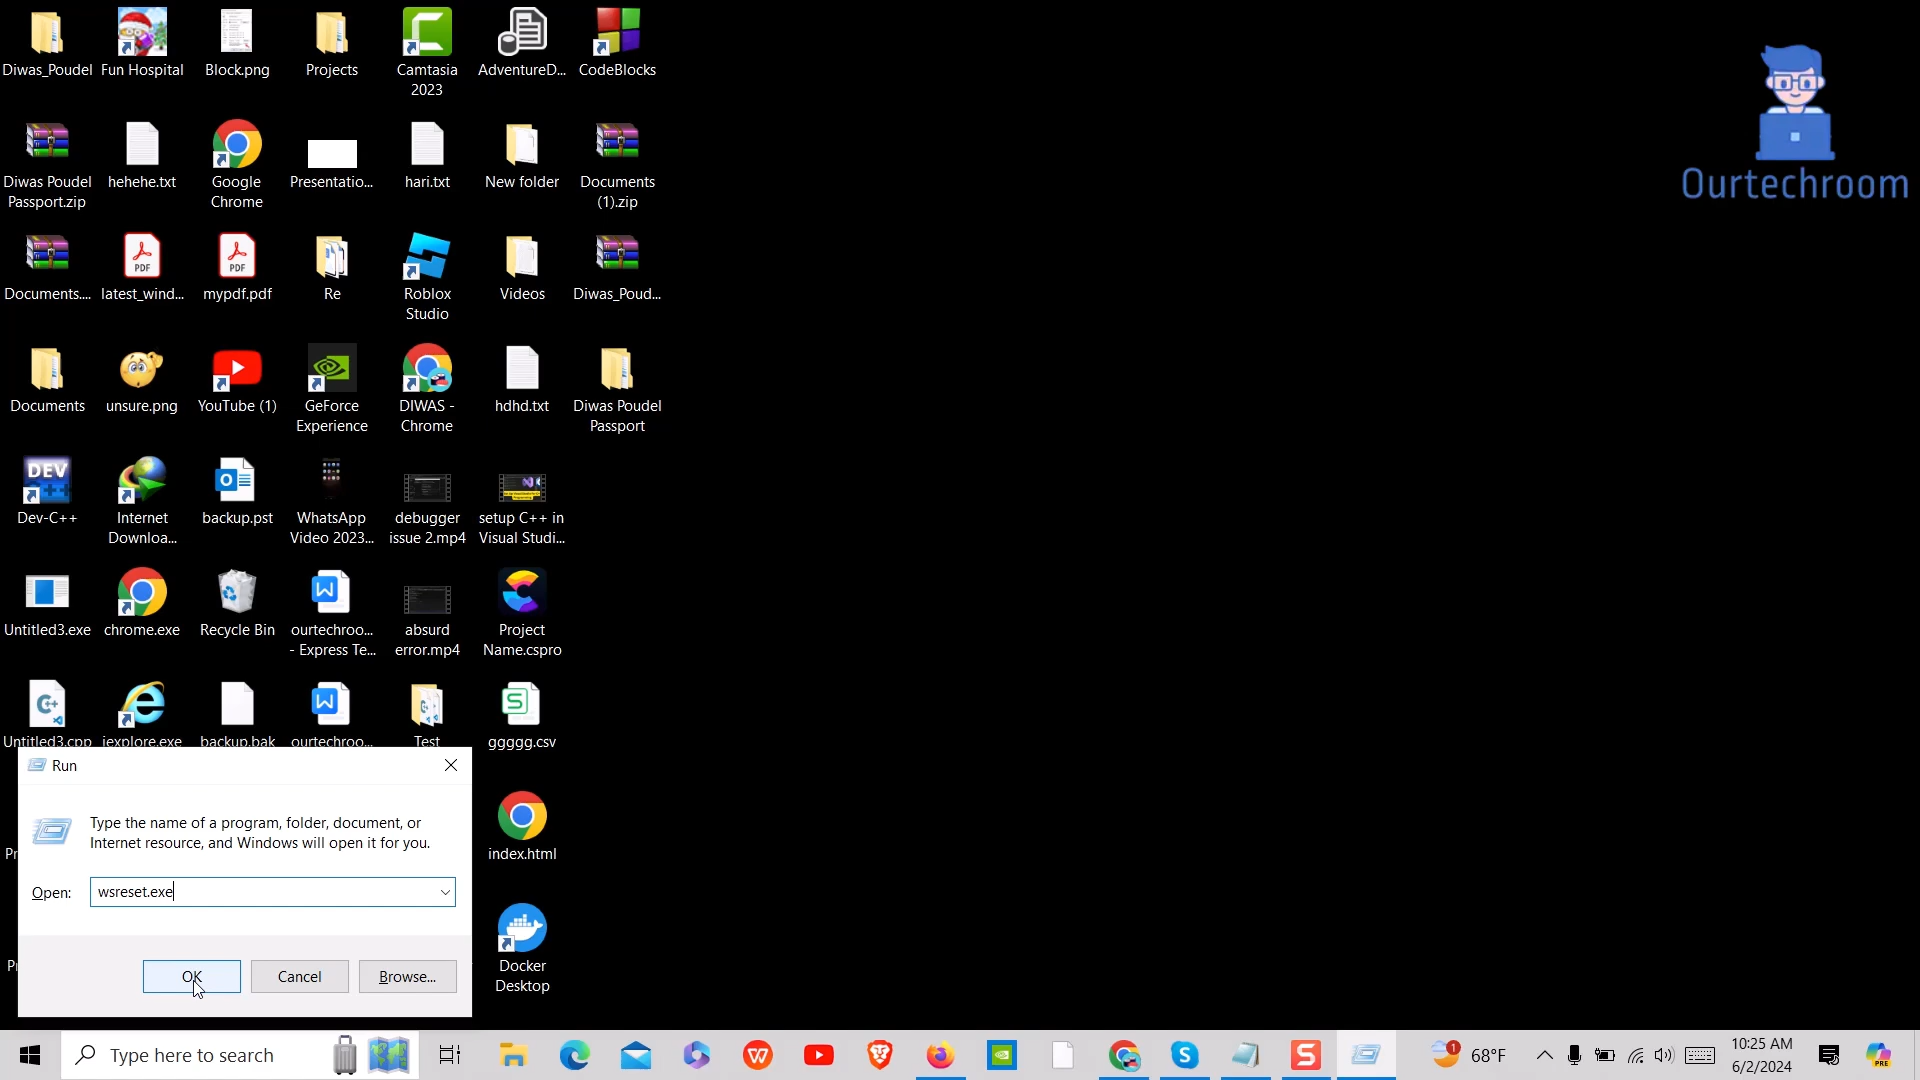 Diwas_Poudel
Fun Hospital
Block.png
Projects
Camtasia
2023
AdventureD...
CodeBlocks
Diwas Poudel
Passport.zip
hehehe.txt
Google
Chrome
Presentatio...
hari.txt
New folder
Documents
(1).zip
Ourtechroom
Documents....
PDF
latest_wind...
PDF
mypdf.pdf
Re
Roblox
Studio
Videos
Diwas_Poud...
Documents
unsure.png
YouTube (1)
GeForce
Experience
DIWAS -
Chrome
hdhd.txt
Diwas Poudel
Passport
DEV
Dev-C++
Internet
Downloa...
backup.pst
WhatsApp
Video 2023...
debugger
issue 2.mp4
setup C++ in
Visual Studi...
Untitled3.exe
chrome.exe
Recycle Bin
ourtechroo...
- Express Te...
absurd
error.mp4
Project
Name.cspro
Untitled3.cpp
iexplore.exe
backup.bak
ourtechroo...
Test
ggggg.csv
Run
Type the name of a program, folder, document, or
Internet resource, and Windows will open it for you.
Open:
wsreset.exe
OK
Cancel
Browse...
index.html
Docker
Desktop
Type here to search
1
68°F
10:25 AM
6/2/2024
PRE